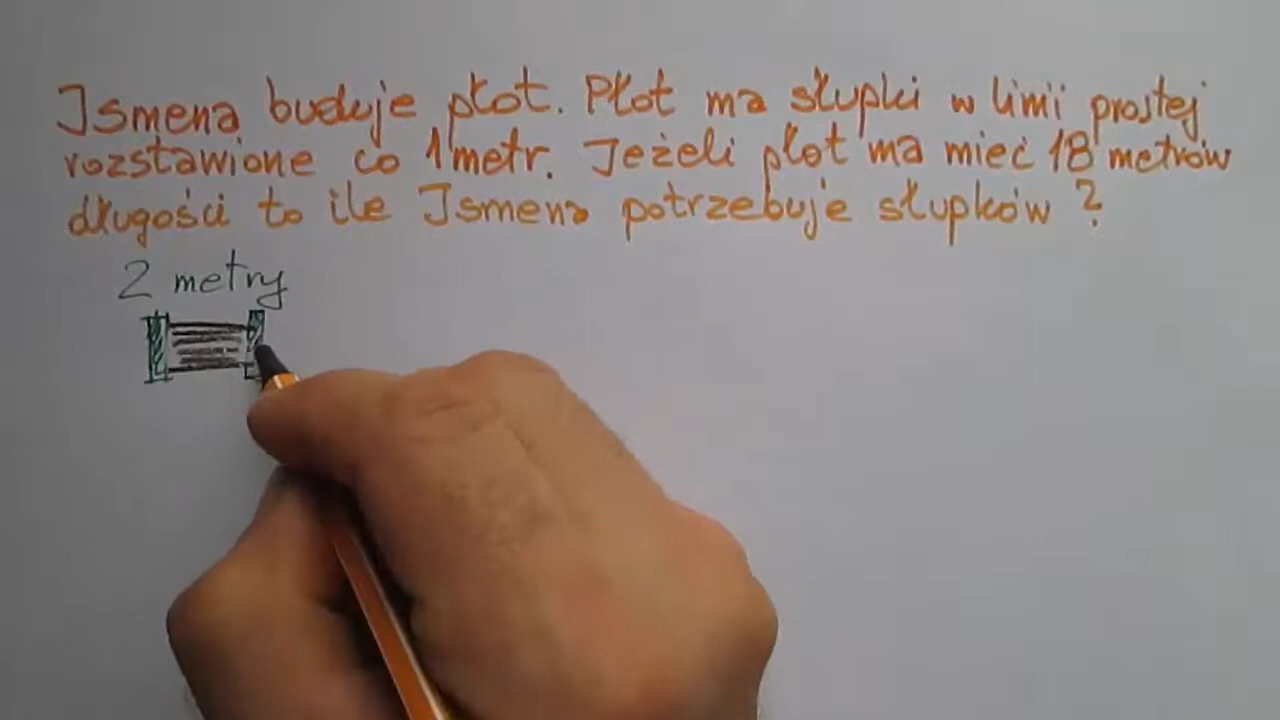 Ismena buduje płot. Płot ma słupki w linii prostej
rozstawione co 1 metr. Jeżeli płot ma mieć 18 metrów
długości to ile Ismena potrzebuje słupków ?
2 metry